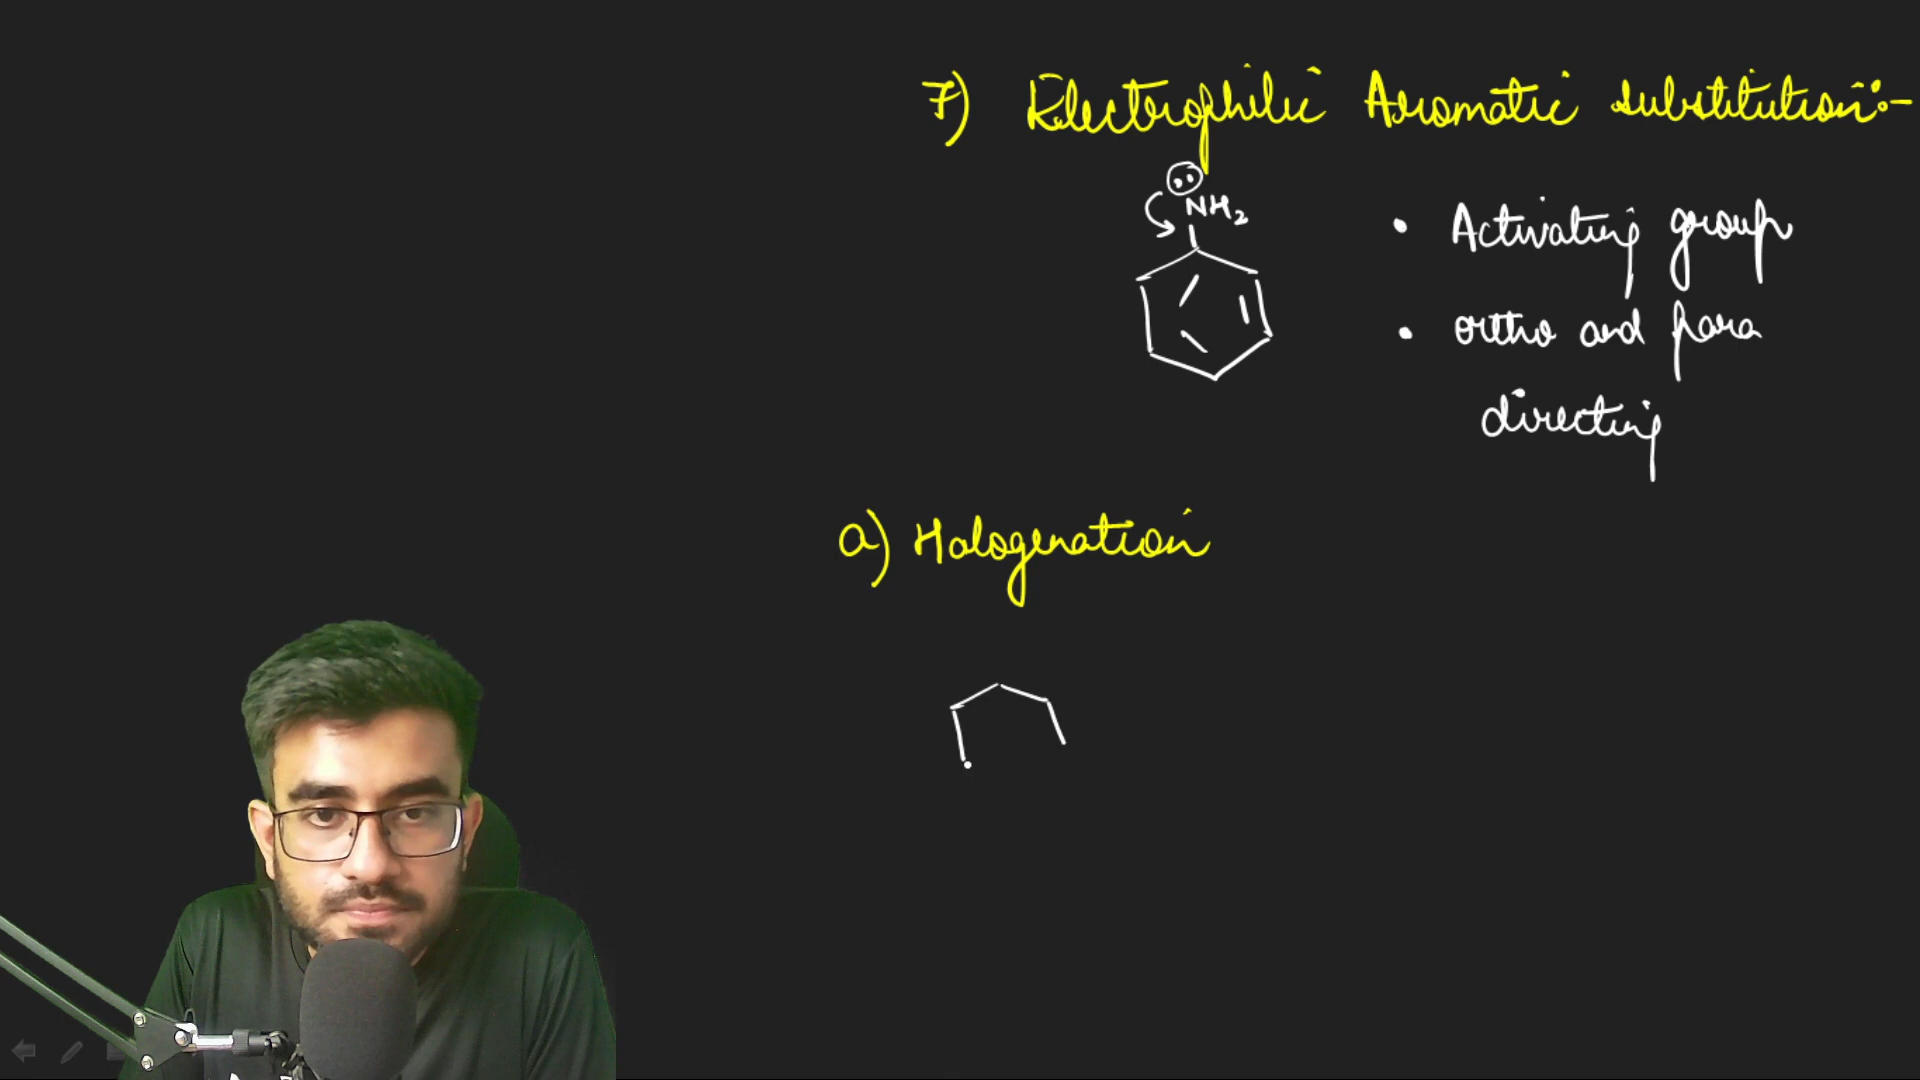 7) Electrophilic Aromatic substitution:-
NH₂
• Activating group
• ortho and para
directing
a) Halogenation